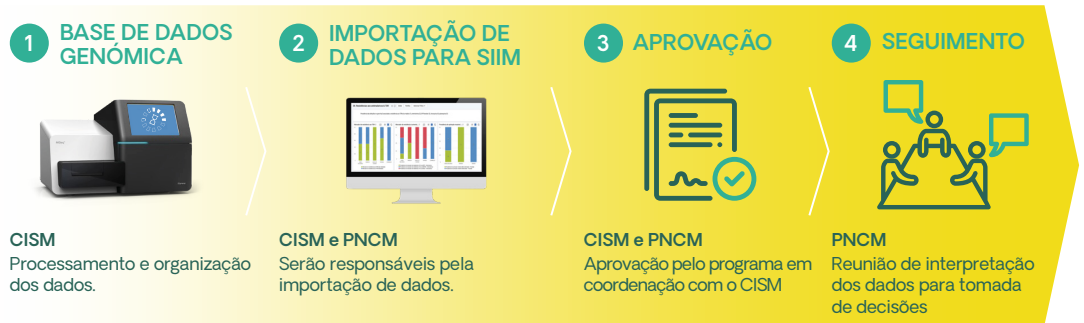 1
BASE DE DADOS
GENÓMICA
2
IMPORTAÇÃO DE
DADOS PARA SIIM
3
APROVAÇÃO
4
SEGUIMENTO
CISM
Processamento e organização
dos dados.
CISM e PNCM
Serão responsáveis pela
importação de dados.
CISM e PNCM
Aprovação pelo programa em
coordenação com o CISM
PNCM
Reunião de interpretação
dos dados para tomada
de decisões